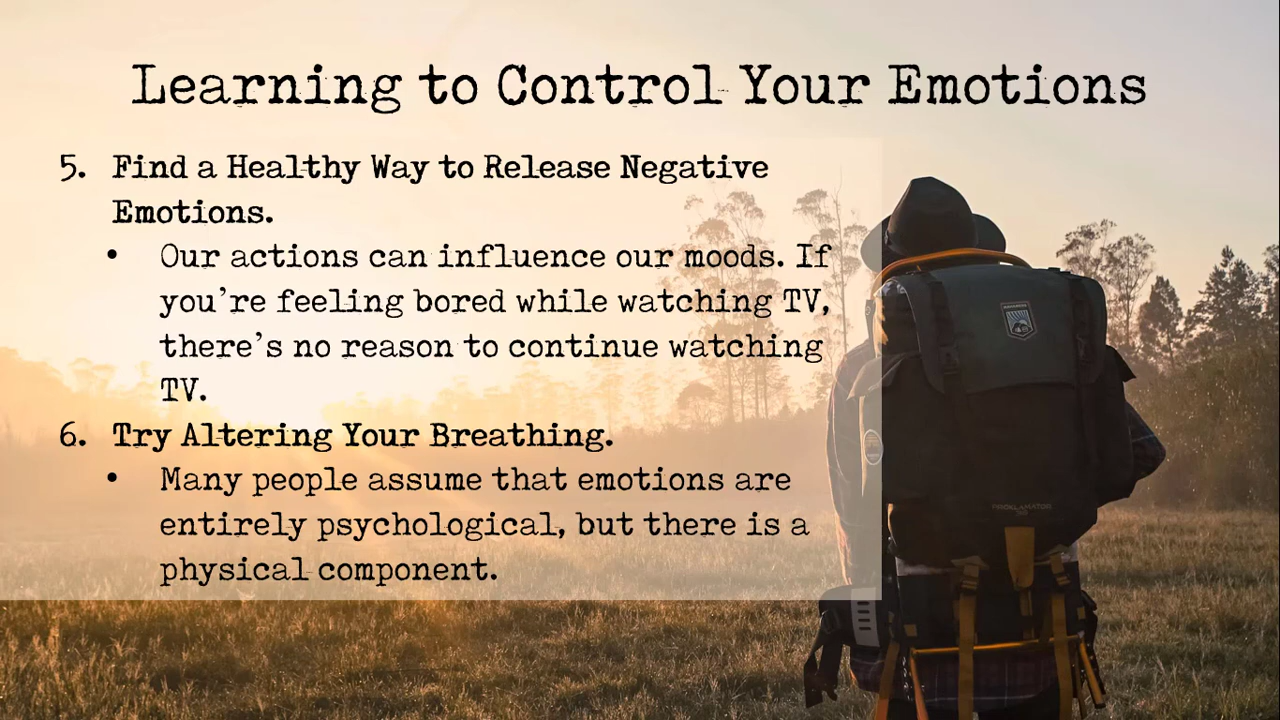 Learning to Control Your Emotions
5. Find a Healthy Way to Release Negative
Emotions.
• Our actions can influence our moods. If
you’re feeling bored while watching TV,
there’s no reason to continue watching
TV.
6. Try Altering Your Breathing.
• Many people assume that emotions are
entirely psychological, but there is a
physical component.